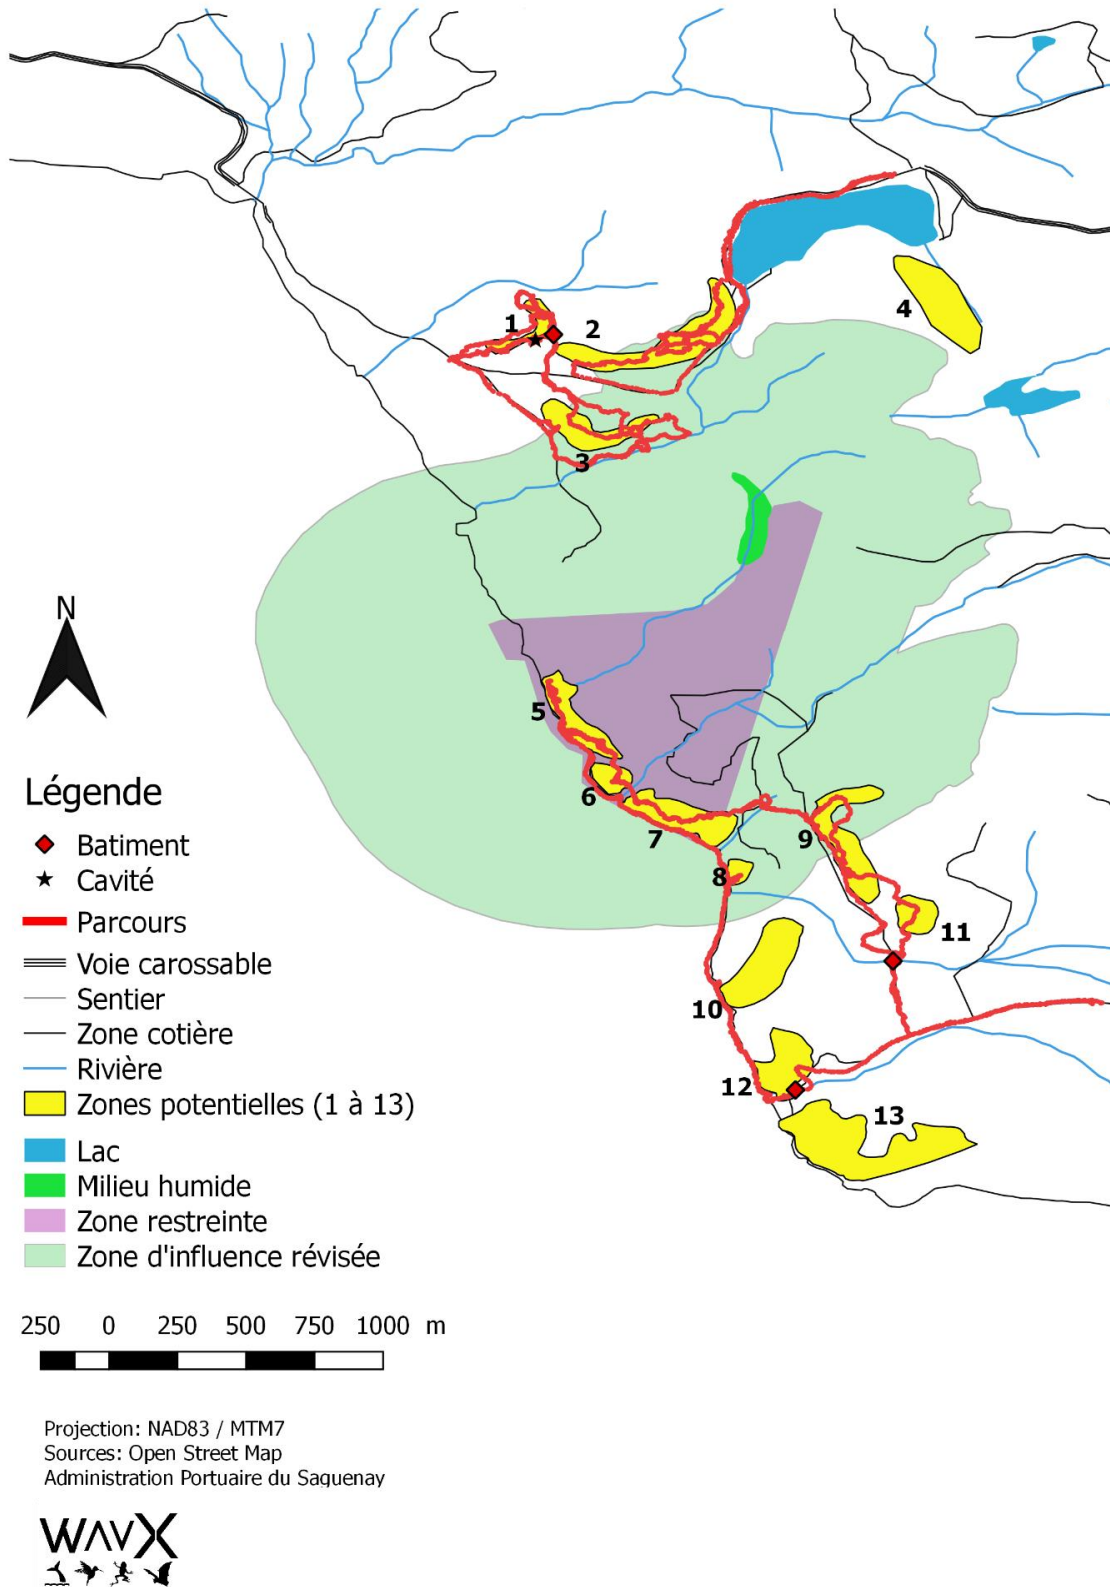 1
2
4
3
N
5
6
7
9
8
11
10
12
13
Légende
Batiment
Cavité
Parcours
Voie carossable
Sentier
Zone cotière
Rivière
Zones potentielles (1 à 13)
Lac
Milieu humide
Zone restreinte
Zone d'influence révisée
250 0 250 500 750 1000 m
Projection: NAD83 / MTM7
Sources: Open Street Map
Administration Portuaire du Saguenay
WAVX